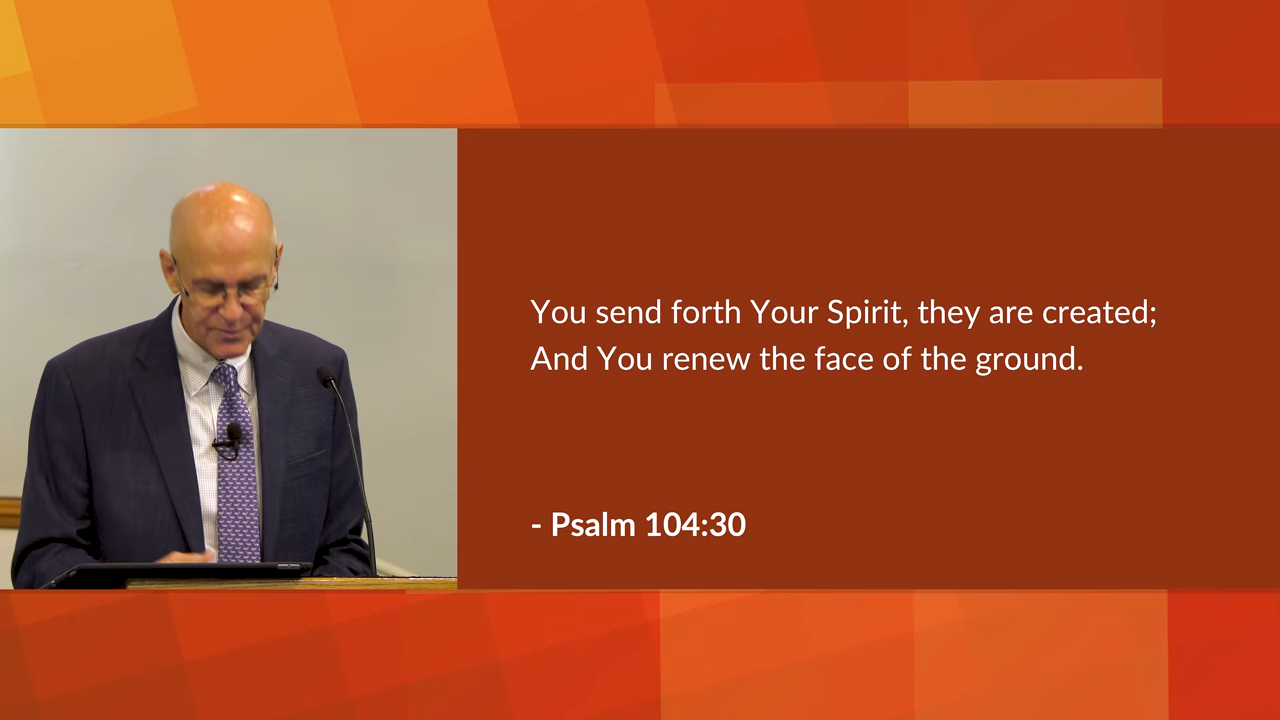 You send forth Your Spirit, they are created;
And You renew the face of the ground.
- Psalm 104:30